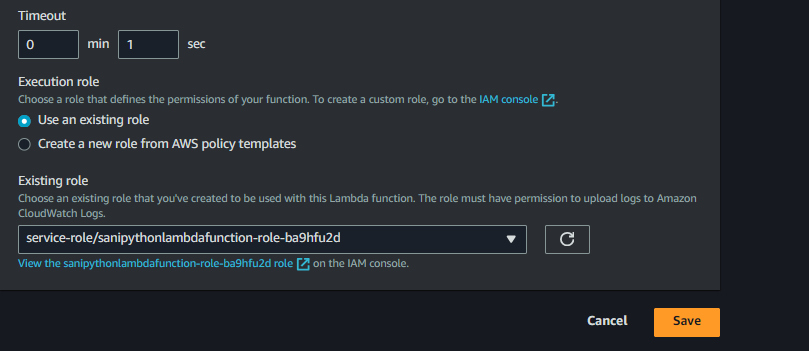 Timeout
0 min 1 sec
Execution role
Choose a role that defines the permissions of your function. To create a custom role, go to the IAM console.
Use an existing role
Create a new role from AWS policy templates
Existing role
Choose an existing role that you've created to be used with this Lambda function. The role must have permission to upload logs to Amazon
CloudWatch Logs.
service-role/sanipythonlambdafunction-role-ba9hfu2d
View the sanipythonlambdafunction-role-ba9hfu2d role on the IAM console.
Cancel Save